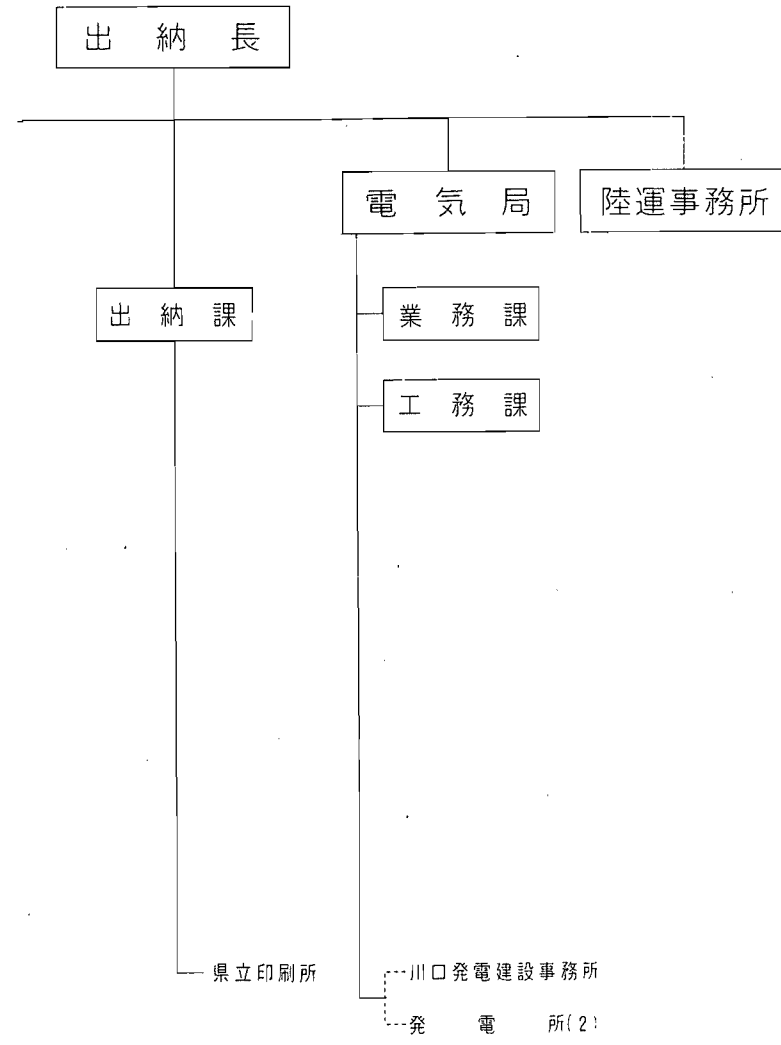 出納長
電気局
陸運事務所
出納課
業務課
工務課
県立印刷所
川口発電建設事務所
発電所(2)